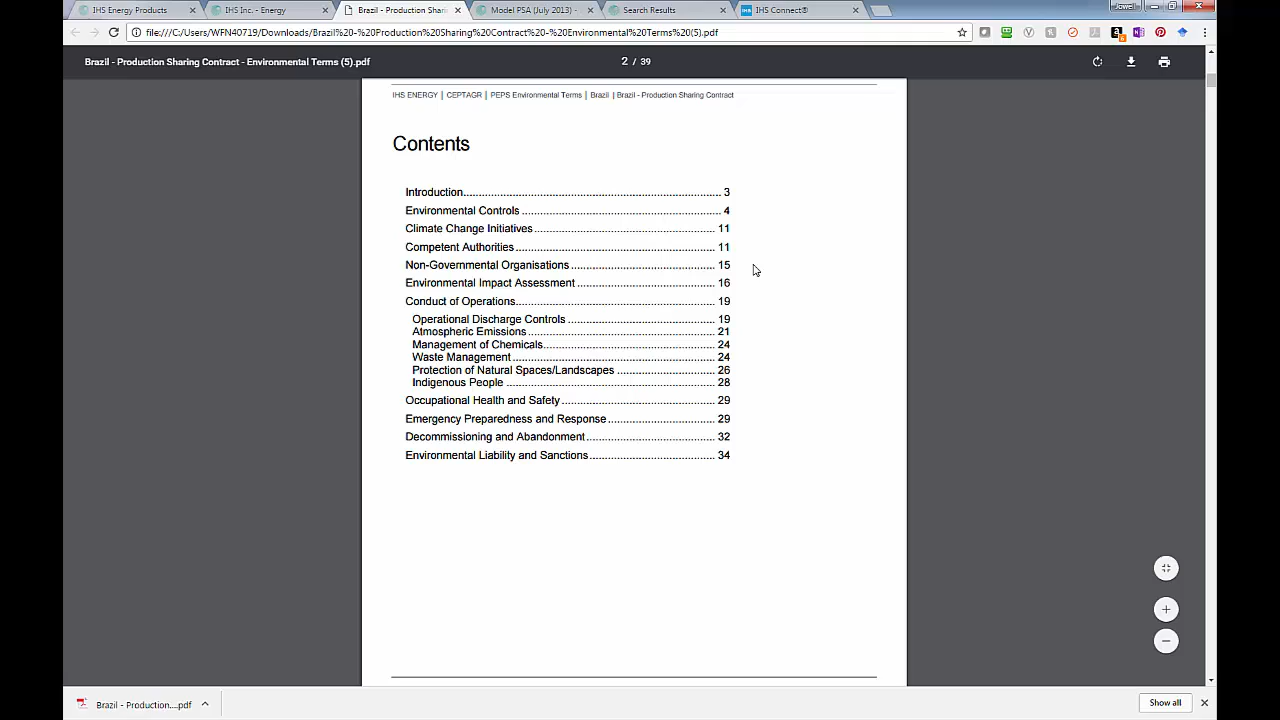 IHS Energy Products
IHS Inc. - Energy
Brazil - Production Shari
Model PSA (July 2013) -
Search Results
IHS Connect®
Jowell
file:///C:/Users/WFN40719/Downloads/Brazil%20-%20Production%20Sharing%20Contract%20-%20Environmental%20Terms%20(5).pdf
Brazil - Production Sharing Contract - Environmental Terms (5).pdf
2 / 39
IHS ENERGY | CEPTAGR | PEPS Environmental Terms | Brazil | Brazil - Production Sharing Contract
Contents
Introduction 3
Environmental Controls 4
Climate Change Initiatives 11
Competent Authorities 11
Non-Governmental Organisations 15
Environmental Impact Assessment 16
Conduct of Operations 19
Operational Discharge Controls 19
Atmospheric Emissions 21
Management of Chemicals 24
Waste Management 24
Protection of Natural Spaces/Landscapes 26
Indigenous People 28
Occupational Health and Safety 29
Emergency Preparedness and Response 29
Decommissioning and Abandonment 32
Environmental Liability and Sanctions 34
Brazil - Production....pdf
Show all